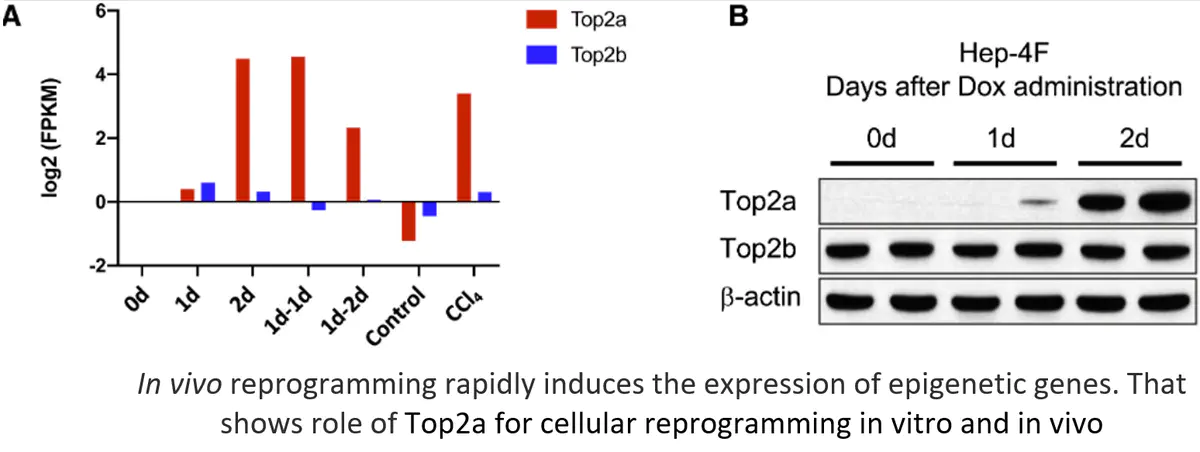 A
6
4
2
0
-2
log2 (FPKM)
0d
1d
2d
1d-1d
1d-2d
Control
CCl₄
Top2a
Top2b
B
Hep-4F
Days after Dox administration
0d 1d 2d
Top2a
Top2b
β-actin
In vivo reprogramming rapidly induces the expression of epigenetic genes. That
shows role of Top2a for cellular reprogramming in vitro and in vivo